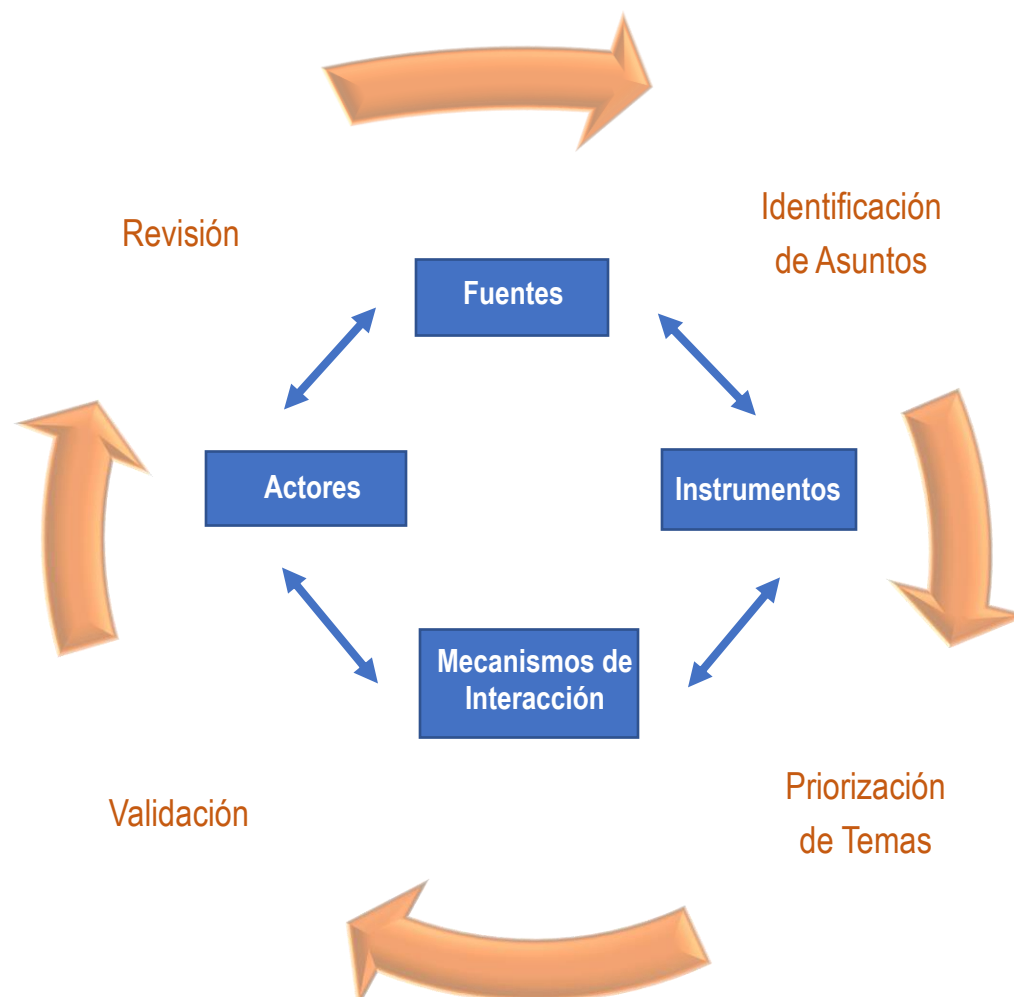 Revisión
Identificación
de Asuntos
Fuentes
Actores
Instrumentos
Mecanismos de
Interacción
Validación
Priorización
de Temas